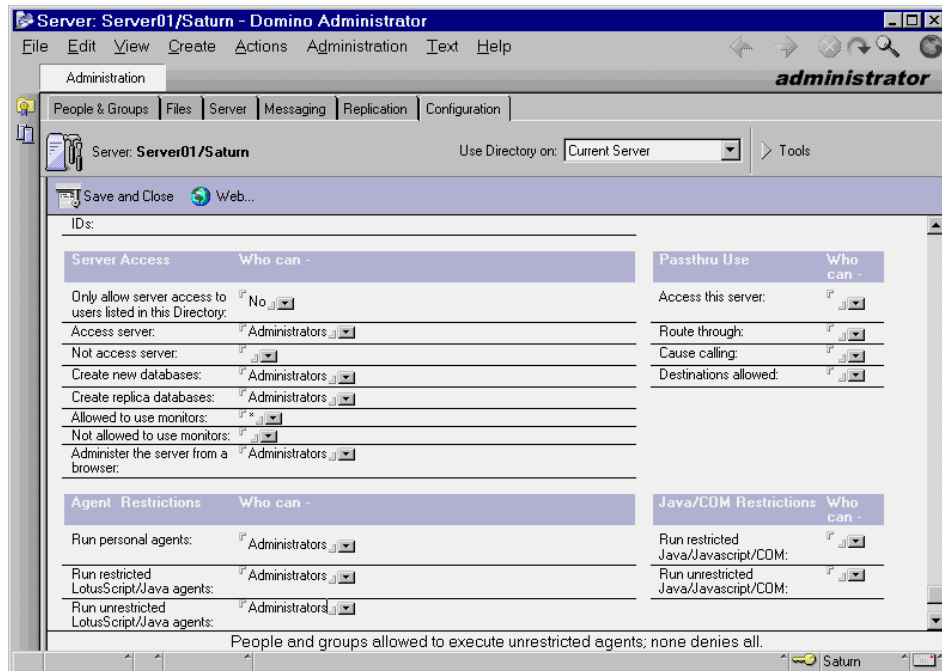 Server: Server01/Saturn - Domino Administrator
File Edit View Create Actions Administration Text Help
Administration
administrator
People & Groups Files Server Messaging Replication Configuration
Server: Server01/Saturn Use Directory on: Current Server Tools
Save and Close Web...
IDs:
Server Access Who can -
Passthru Use Who can -
Only allow server access to users listed in this Directory: No
Access this server:
Access server: Administrators
Route through:
Not access server:
Cause calling:
Create new databases: Administrators
Destinations allowed:
Create replica databases: Administrators
Allowed to use monitors: *
Not allowed to use monitors:
Administer the server from a browser: Administrators
Agent Restrictions Who can -
Java/COM Restrictions Who can -
Run personal agents: Administrators
Run restricted Java/Javascript/COM:
Run restricted LotusScript/Java agents: Administrators
Run unrestricted Java/Javascript/COM:
Run unrestricted LotusScript/Java agents: Administrators
People and groups allowed to execute unrestricted agents; none denies all.
Saturn